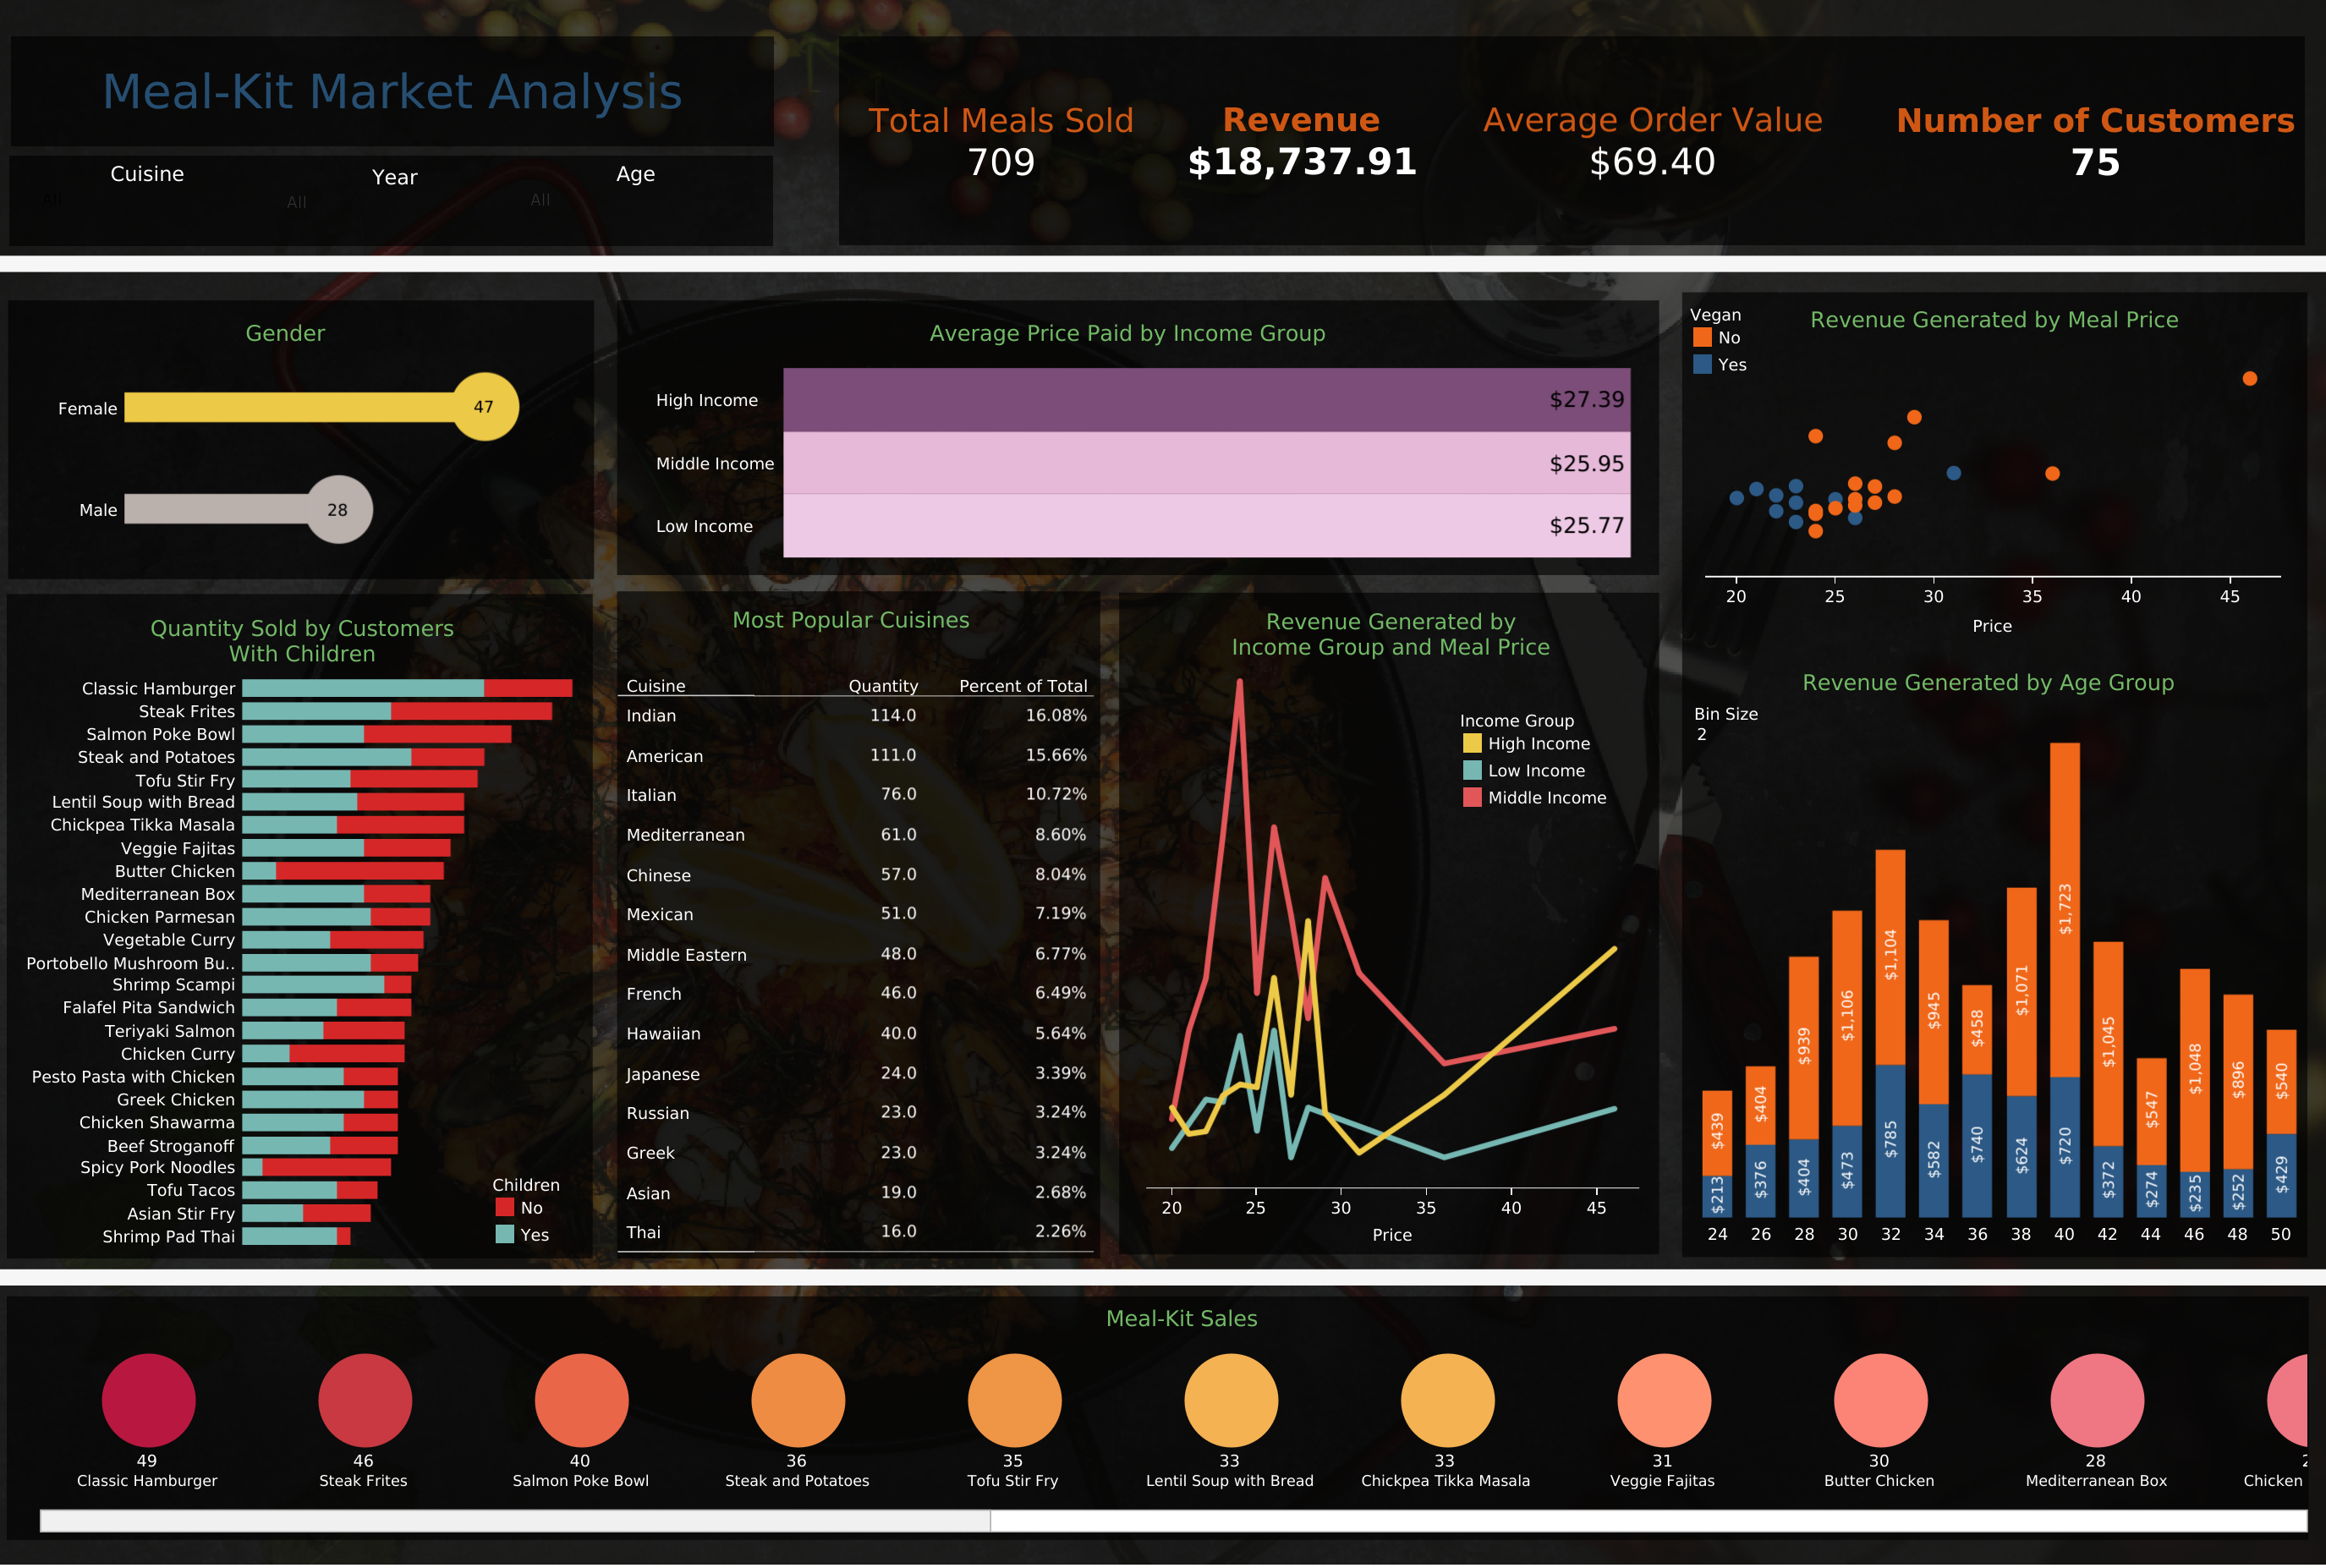 Meal-Kit Market Analysis
Cuisine Year Age
All All All
Total Meals Sold Revenue Average Order Value Number of Customers
709 $18,737.91 $69.40 75
Gender
Female 47
Male 28
Average Price Paid by Income Group
High Income $27.39
Middle Income $25.95
Low Income $25.77
Vegan
No
Yes
Revenue Generated by Meal Price
20 25 30 35 40 45
Price
Quantity Sold by Customers
With Children
Classic Hamburger
Steak Frites
Salmon Poke Bowl
Steak and Potatoes
Tofu Stir Fry
Lentil Soup with Bread
Chickpea Tikka Masala
Veggie Fajitas
Butter Chicken
Mediterranean Box
Chicken Parmesan
Vegetable Curry
Portobello Mushroom Bu..
Shrimp Scampi
Falafel Pita Sandwich
Teriyaki Salmon
Chicken Curry
Pesto Pasta with Chicken
Greek Chicken
Chicken Shawarma
Beef Stroganoff
Spicy Pork Noodles
Tofu Tacos
Asian Stir Fry
Shrimp Pad Thai
Children
No
Yes
Most Popular Cuisines
Cuisine Quantity Percent of Total
Indian 114.0 16.08%
American 111.0 15.66%
Italian 76.0 10.72%
Mediterranean 61.0 8.60%
Chinese 57.0 8.04%
Mexican 51.0 7.19%
Middle Eastern 48.0 6.77%
French 46.0 6.49%
Hawaiian 40.0 5.64%
Japanese 24.0 3.39%
Russian 23.0 3.24%
Greek 23.0 3.24%
Asian 19.0 2.68%
Thai 16.0 2.26%
Revenue Generated by
Income Group and Meal Price
Income Group
High Income
Low Income
Middle Income
20 25 30 35 40 45
Price
Revenue Generated by Age Group
Bin Size
2
$439 $404 $939 $1,106 $1,104 $945 $458 $1,071 $1,723 $1,045 $547 $1,048 $896 $540
$213 $376 $404 $473 $785 $582 $740 $624 $720 $372 $274 $235 $252 $429
24 26 28 30 32 34 36 38 40 42 44 46 48 50
Meal-Kit Sales
49 46 40 36 35 33 33 31 30 28
Classic Hamburger Steak Frites Salmon Poke Bowl Steak and Potatoes Tofu Stir Fry Lentil Soup with Bread Chickpea Tikka Masala Veggie Fajitas Butter Chicken Mediterranean Box Chicken